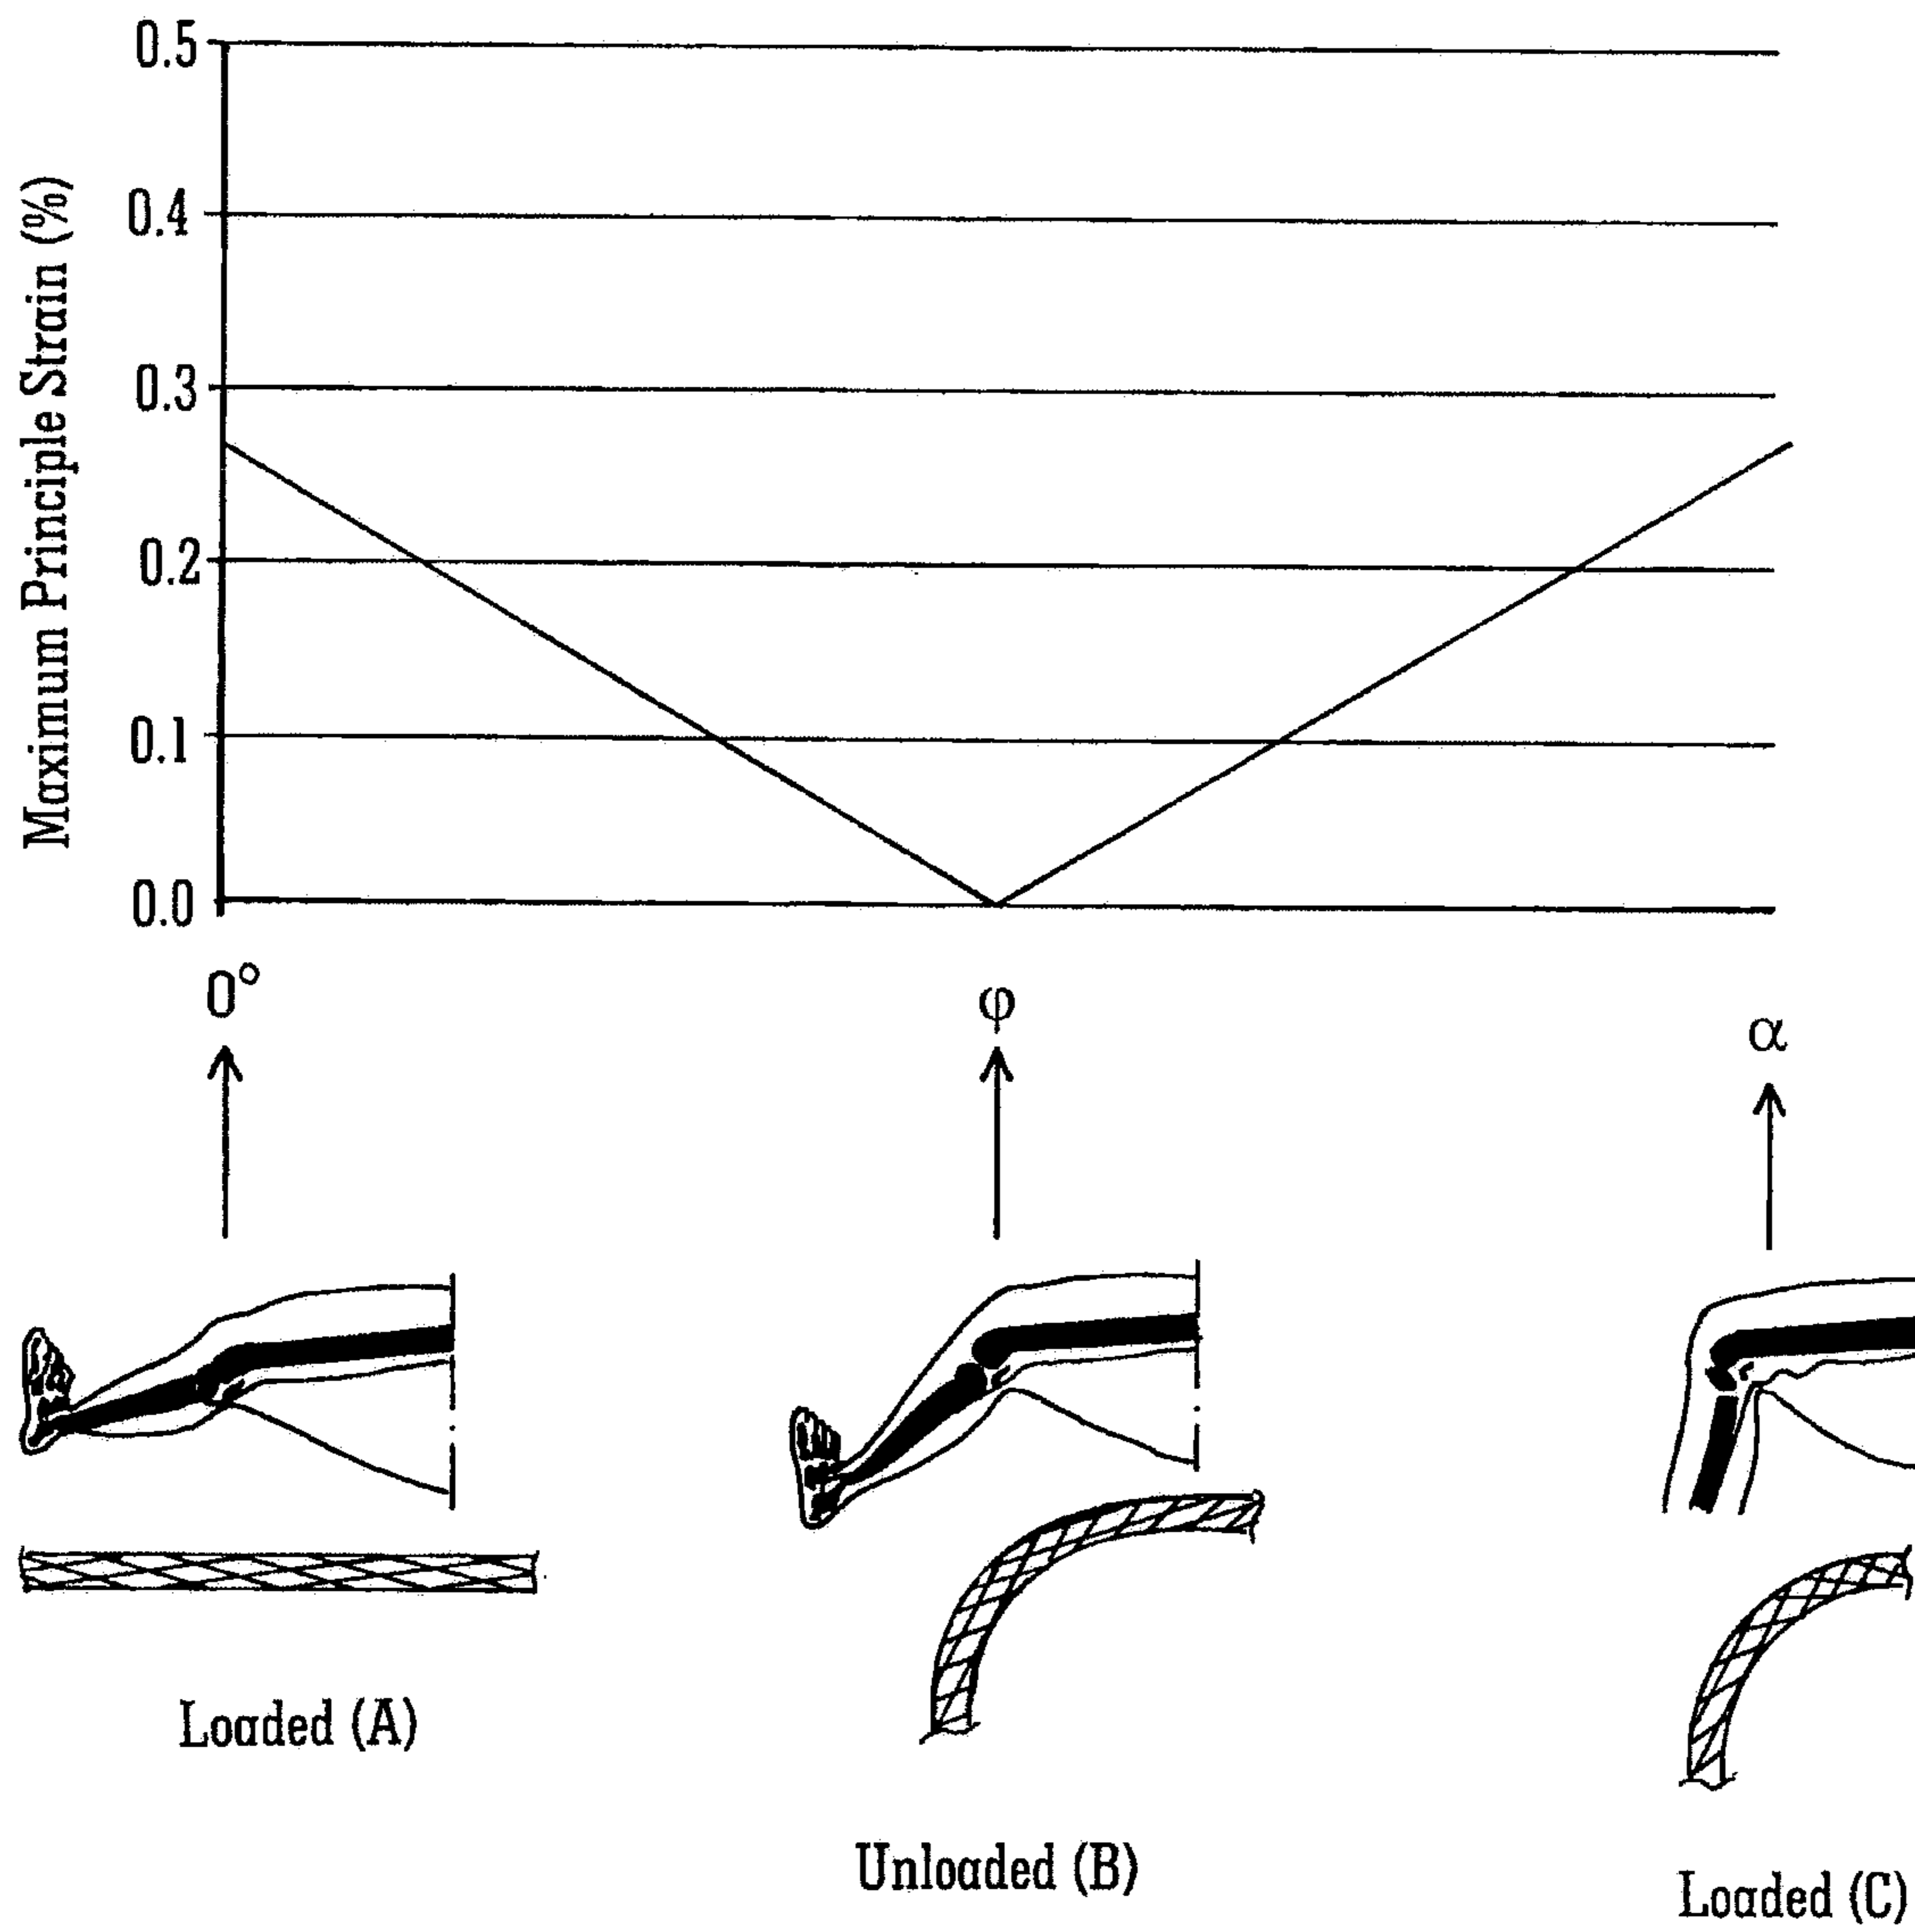 0.5
0.4
0.3
0.2
0.1
0.0
Maximum Principle Strain (%)
0°
φ
α
Loaded (A)
Unloaded (B)
Loaded (C)